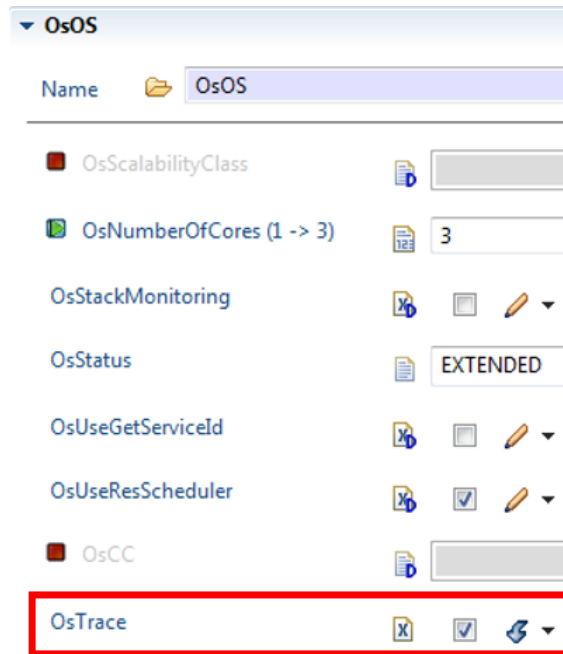 OsOS
Name OsOS
OsScalabilityClass
OsNumberOfCores (1 -> 3) 3
OsStackMonitoring
OsStatus EXTENDED
OsUseGetServiceId
OsUseResScheduler
OsCC
OsTrace